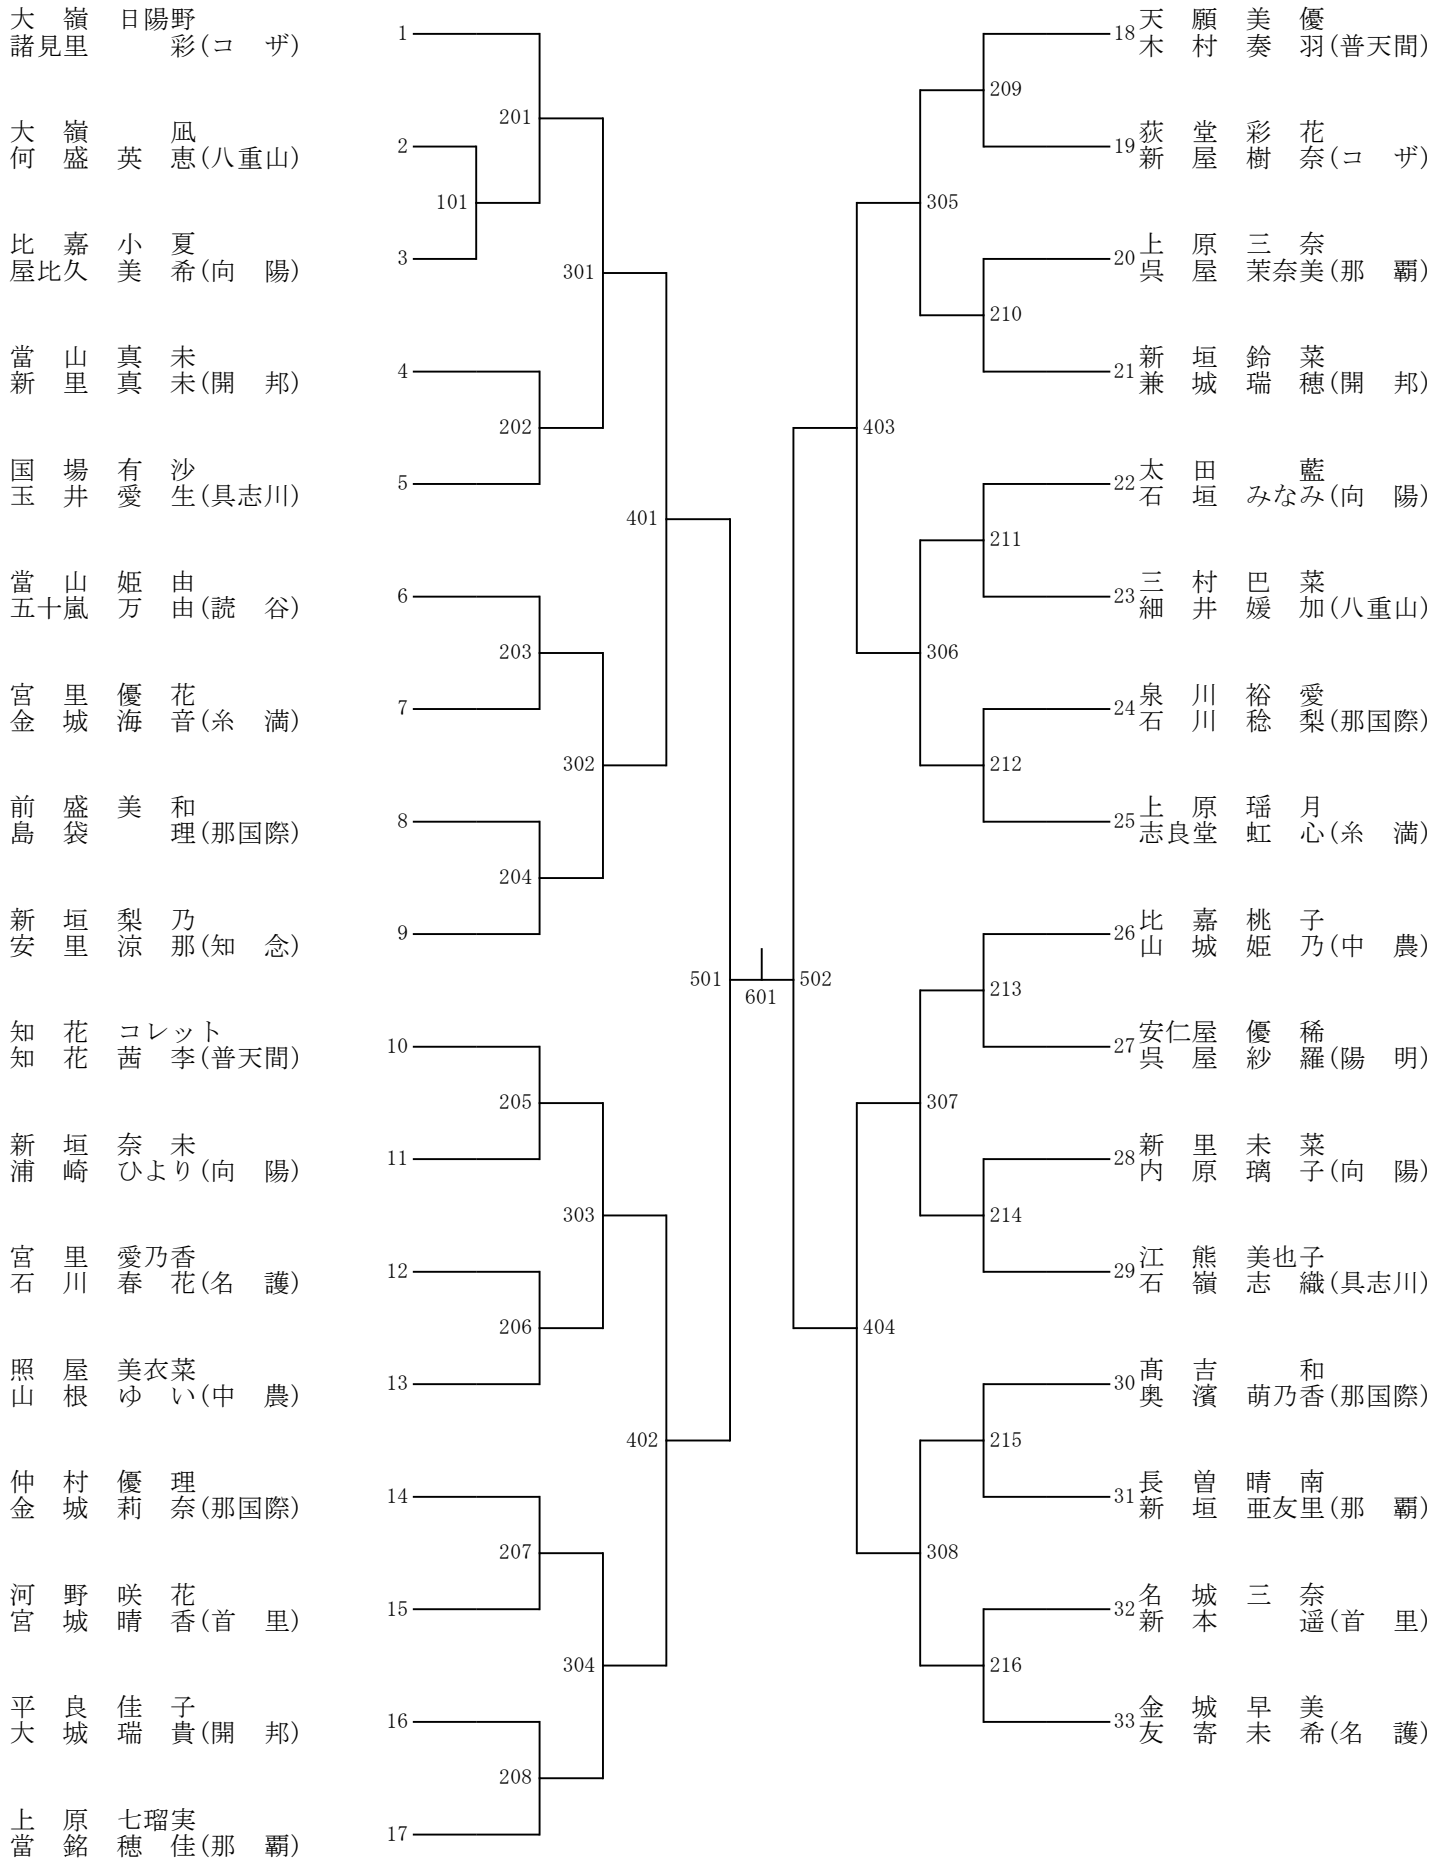 大嶺 日陽野
諸見里 彩(コザ)
1
大嶺 凪
何盛英恵(八重山)
2
比嘉小夏
屋比久美希(向陽)
3
當山真未
新里真未(開邦)
4
国場有沙
玉井愛生(具志川)
5
當山姫由
五十嵐万由(読谷)
6
宮里優花
金城海音(糸満)
7
前盛美和
島袋 理(那国際)
8
新垣梨乃
安里涼那(知念)
9
知花コレット
知花茜李(普天間)
10
新垣奈未
浦崎ひより(向陽)
11
宮里愛乃香
石川春花(名護)
12
照屋美衣菜
山根ゆい(中農)
13
仲村優理
金城莉奈(那国際)
14
河野咲花
宮城晴香(首里)
15
平良佳子
大城瑞貴(開邦)
16
上原七瑠実
當銘穂佳(那覇)
17
101
201
202
203
204
205
206
207
208
301
302
303
304
401
402
501
601
502
403
404
305
306
307
308
209
210
211
212
213
214
215
216
18
天願美優
木村奏羽(普天間)
19
荻堂彩花
新屋樹奈(コザ)
20
上原三奈
呉屋茉奈美(那覇)
21
新垣鈴菜
兼城瑞穂(開邦)
22
太田 藍
石垣みなみ(向陽)
23
三村巴菜
細井媛加(八重山)
24
泉川裕愛
石川稔梨(那国際)
25
上原瑶月
志良堂虹心(糸満)
26
比嘉桃子
山城姫乃(中農)
27
安仁屋優稀
呉屋紗羅(陽明)
28
新里未菜
内原璃子(向陽)
29
江熊美也子
石嶺志織(具志川)
30
髙吉 和
奥濱萌乃香(那国際)
31
長曽晴南
新垣亜友里(那覇)
32
名城三奈
新本 遥(首里)
33
金城早美
友寄未希(名護)